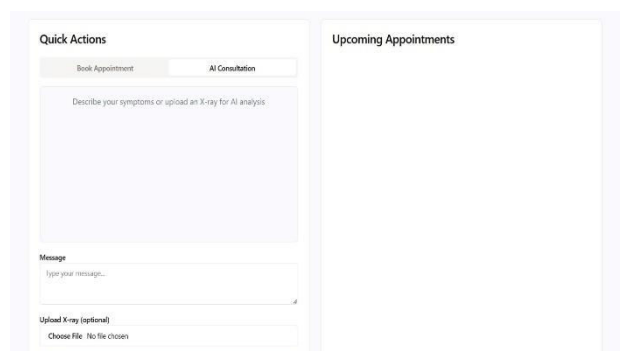 Quick Actions
Book Appointment
AI Consultation
Describe your symptoms or upload an X-ray for AI analysis
Message
Type your message...
Upload X-ray (optional)
Choose File No file chosen
Upcoming Appointments